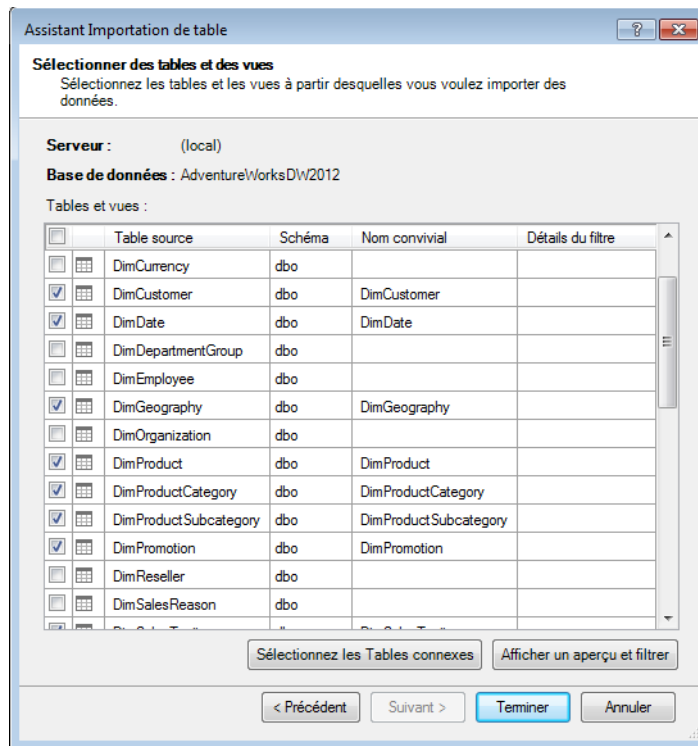 Assistant Importation de table
Sélectionner des tables et des vues
Sélectionnez les tables et les vues à partir desquelles vous voulez importer des
données.
Serveur : (local)
Base de données : AdventureWorksDW2012
Tables et vues :
Table source Schéma Nom convivial Détails du filtre
DimCurrency dbo
DimCustomer dbo DimCustomer
DimDate dbo DimDate
DimDepartmentGroup dbo
DimEmployee dbo
DimGeography dbo DimGeography
DimOrganization dbo
DimProduct dbo DimProduct
DimProductCategory dbo DimProductCategory
DimProductSubcategory dbo DimProductSubcategory
DimPromotion dbo DimPromotion
DimReseller dbo
DimSalesReason dbo
Sélectionnez les Tables connexes Afficher un aperçu et filtrer
< Précédent Suivant > Terminer Annuler